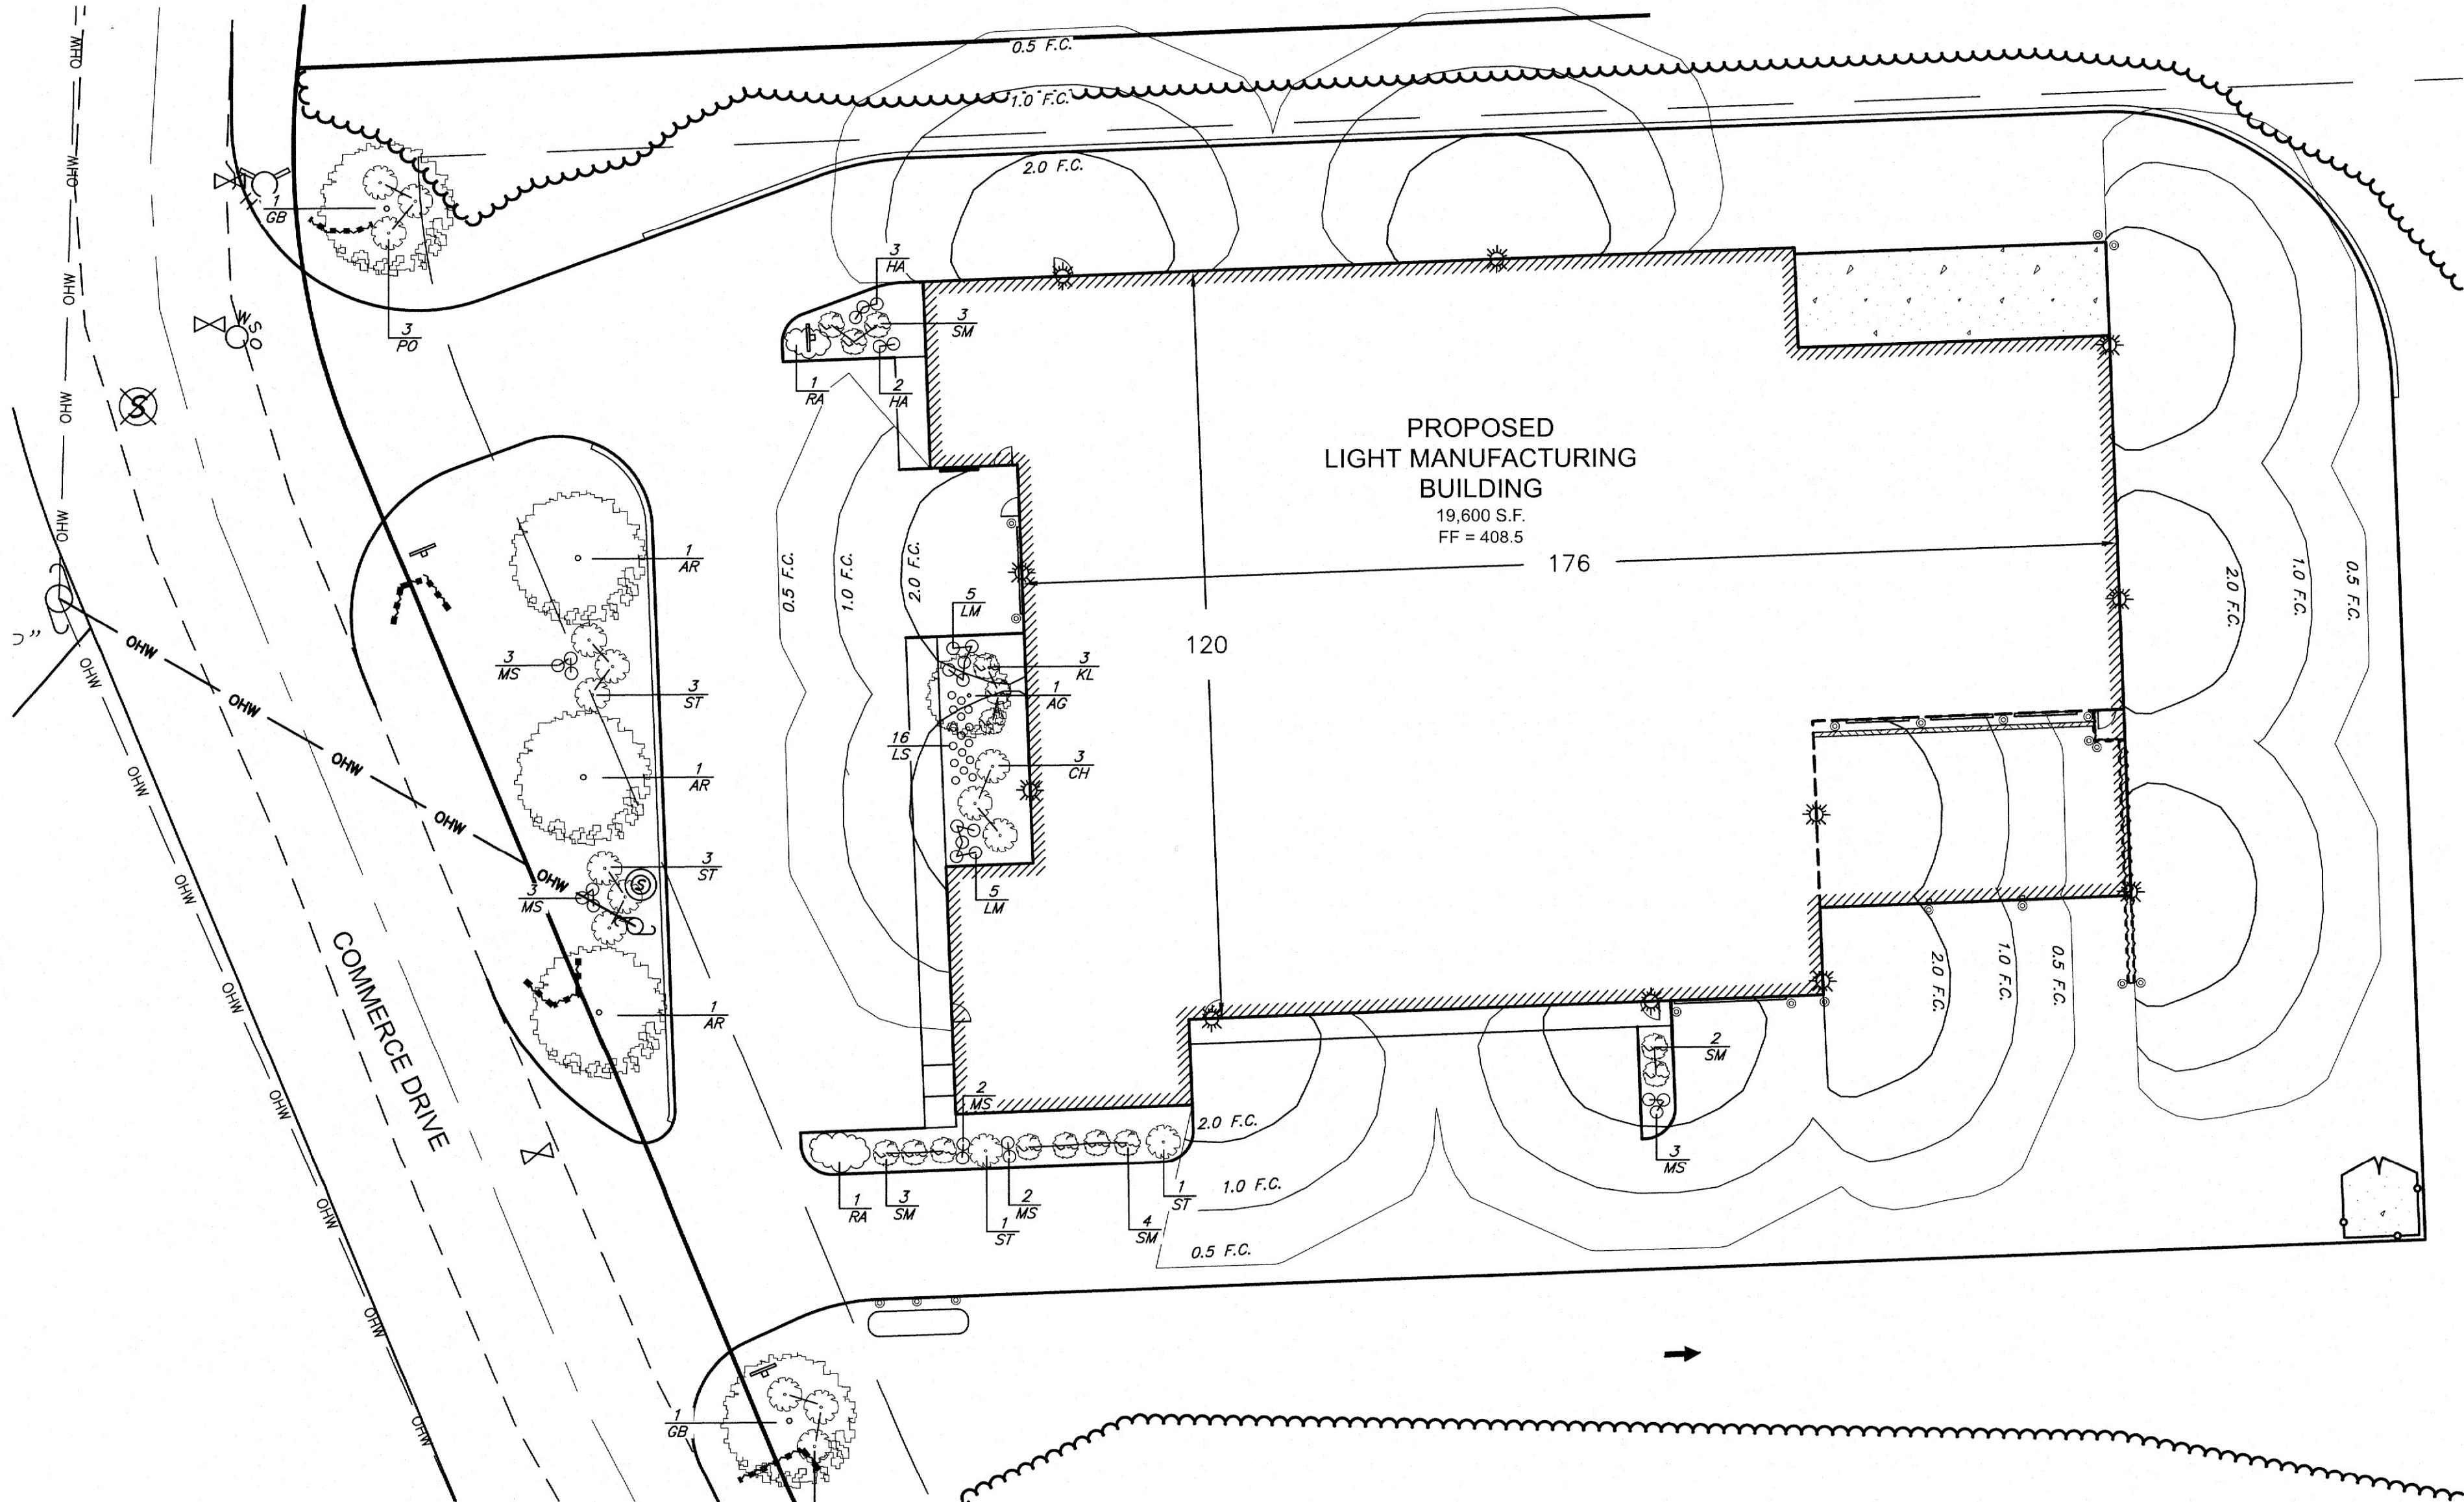 0.5 F.C.
1.0 F.C.
2.0 F.C.
OHW
OHW
OHW
OHW
OHW
1
GB
3
PO
W
S
O
S
3
HA
3
SM
1
RA
2
HA
PROPOSED
LIGHT MANUFACTURING
BUILDING
19,600 S.F.
FF = 408.5
176
120
0.5 F.C.
1.0 F.C.
2.0 F.C.
2.0 F.C.
1.0 F.C.
0.5 F.C.
1
AR
5
LM
3
MS
3
ST
3
KL
1
AG
16
LS
3
CH
1
AR
5
LM
3
ST
S
3
MS
1
AR
OHW
OHW
OHW
OHW
OHW
OHW
OHW
OHW
OHW
OHW
OHW
OHW
OHW
OHW
COMMERCE DRIVE
2.0 F.C.
1.0 F.C.
0.5 F.C.
2
SM
3
MS
2
MS
2.0 F.C.
1.0 F.C.
0.5 F.C.
1
RA
3
SM
1
ST
2
MS
4
SM
1
ST
1
GB